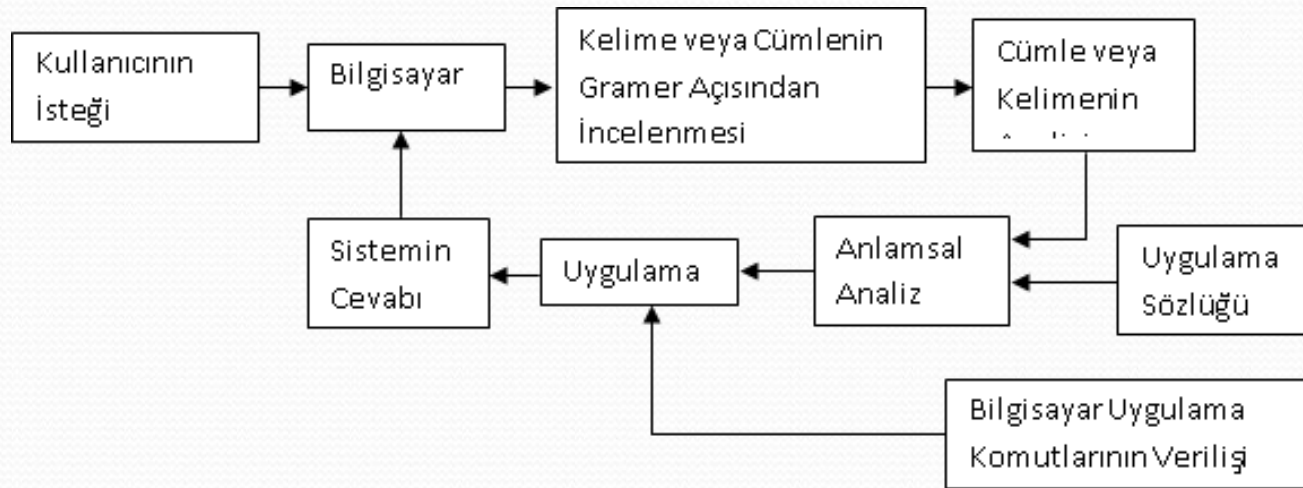 Kullanıcının
İsteği
Bilgisayar
Kelime veya Cümlenin
Gramer Açısından
İncelenmesi
Cümle veya
Kelimenin
Sistemin
Cevabı
Uygulama
Anlamsal
Analiz
Uygulama
Sözlüğü
Bilgisayar Uygulama
Komutlarının Verilişi